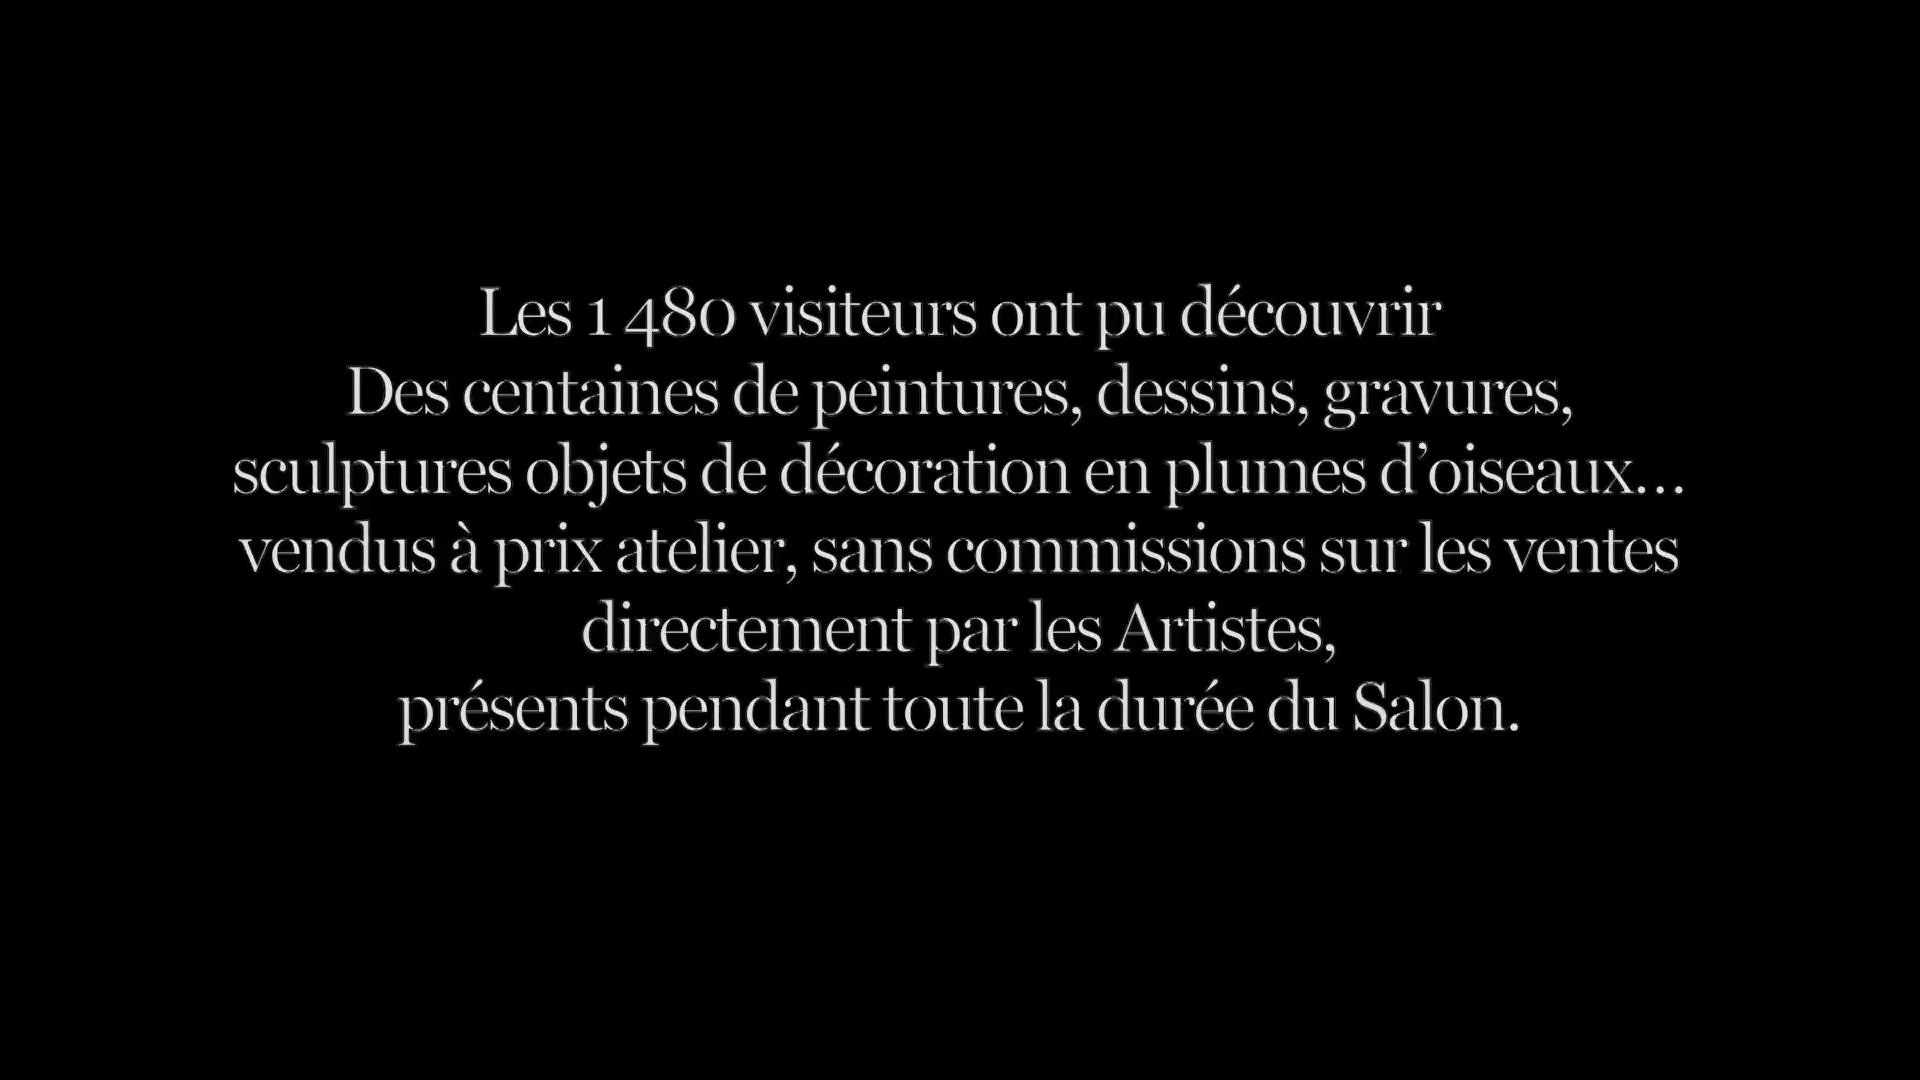 Les 1 480 visiteurs ont pu découvrir
Des centaines de peintures, dessins, gravures,
sculptures objets de décoration en plumes d’oiseaux…
vendus à prix atelier, sans commissions sur les ventes
directement par les Artistes,
présents pendant toute la durée du Salon.